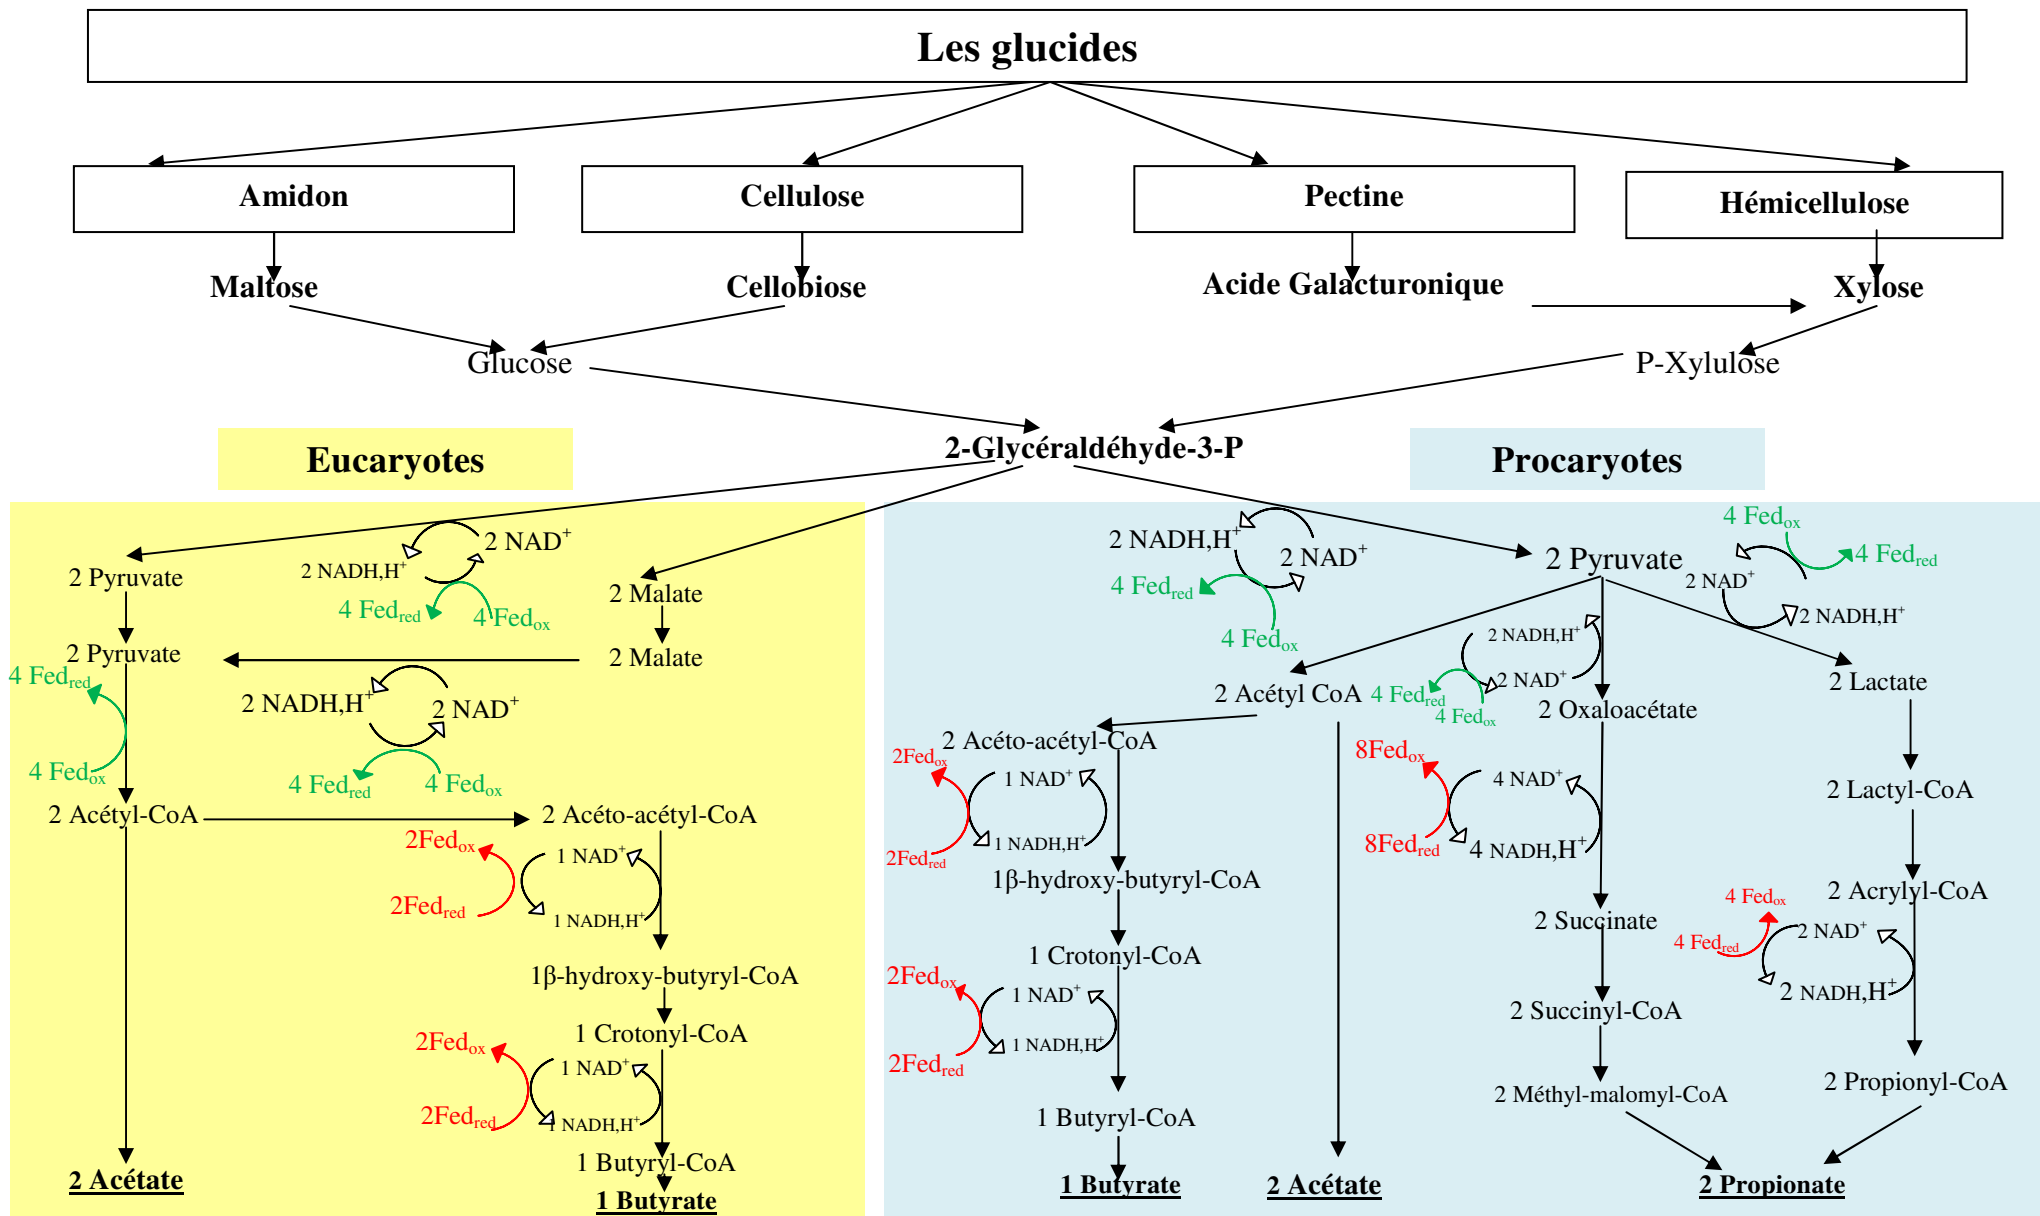 Les glucides
Amidon
Cellulose
Pectine
Hémicellulose
Maltose
Cellobiose
Acide Galacturonique
Xylose
Glucose
P-Xylulose
2-Glycéraldéhyde-3-P
Eucaryotes
Procaryotes
2 NAD+
2 NADH,H+
4 Fedred
4 Fedox
2 Pyruvate
2 Malate
2 Pyruvate
2 Malate
4 Fedred
4 Fedox
2 NADH,H+
2 NAD+
4 Fedred
4 Fedox
2 Acétyl-CoA
2 Acéto-acétyl-CoA
2Fedox
2Fedred
1 NAD+
1 NADH,H+
1β-hydroxy-butyryl-CoA
1 Crotonyl-CoA
2Fedox
2Fedred
1 NAD+
1 NADH,H+
1 Butyryl-CoA
2 Acétate
1 Butyrate
2 NADH,H+
2 NAD+
4 Fedred
4 Fedox
2 Pyruvate
4 Fedox
4 Fedred
2 NAD+
2 NADH,H+
2 NADH,H+
2 NAD+
4 Fedred
4 Fedox
2 Acétyl CoA
2 Oxaloacétate
2 Lactate
2 Acéto-acétyl-CoA
2Fedox
2Fedred
1 NAD+
1 NADH,H+
8Fedox
8Fedred
4 NAD+
4 NADH,H+
2 Lactyl-CoA
1β-hydroxy-butyryl-CoA
2 Acrylyl-CoA
2 Succinate
4 Fedox
4 Fedred
2 NAD+
2 NADH,H+
1 Crotonyl-CoA
2Fedox
2Fedred
1 NAD+
1 NADH,H+
2 Succinyl-CoA
2 Méthyl-malomyl-CoA
2 Propionyl-CoA
1 Butyryl-CoA
1 Butyrate
2 Acétate
2 Propionate